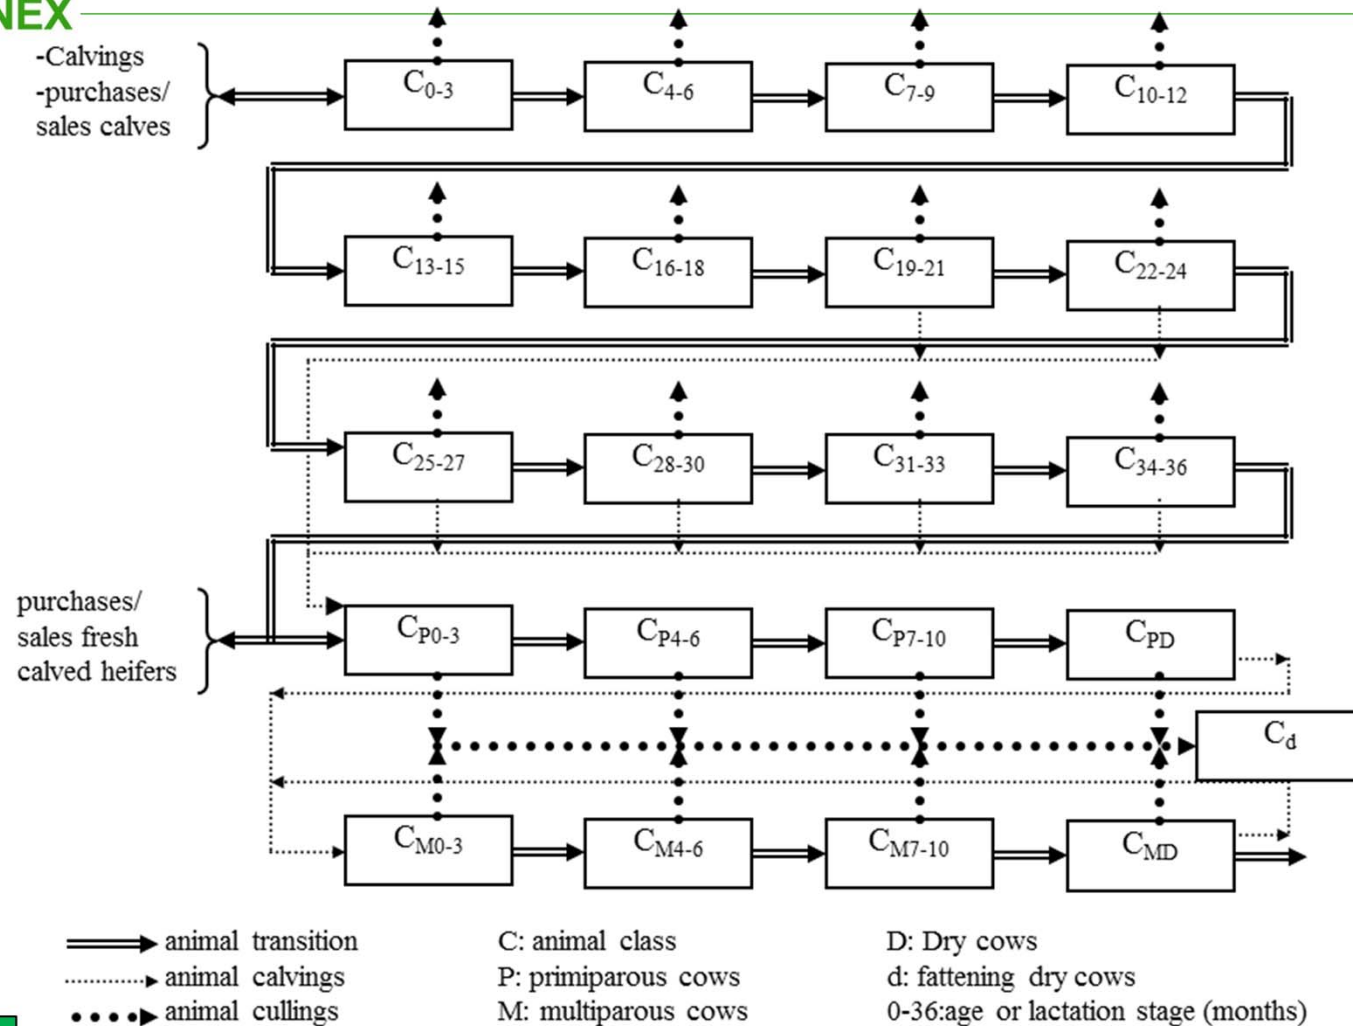 NEX
-Calvings
-purchases/
sales calves
C0-3
C4-6
C7-9
C10-12
C13-15
C16-18
C19-21
C22-24
C25-27
C28-30
C31-33
C34-36
purchases/
sales fresh
calved heifers
CP0-3
CP4-6
CP7-10
CPD
Cd
CM0-3
CM4-6
CM7-10
CMD
animal transition
C: animal class
D: Dry cows
animal calvings
P: primiparous cows
d: fattening dry cows
animal cullings
M: multiparous cows
0-36:age or lactation stage (months)